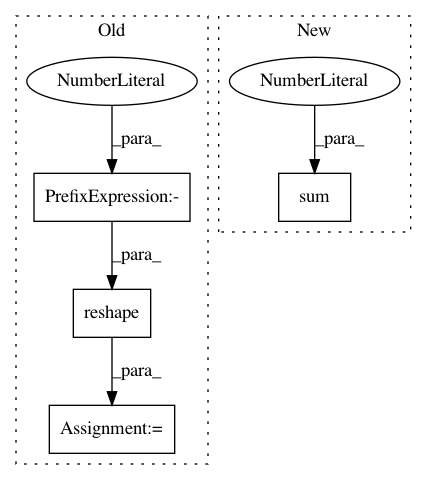 Old
NumberLiteral
_para_
PrefixExpression:-
_para_
reshape
_para_
Assignment:=
New
NumberLiteral
_para_
sum